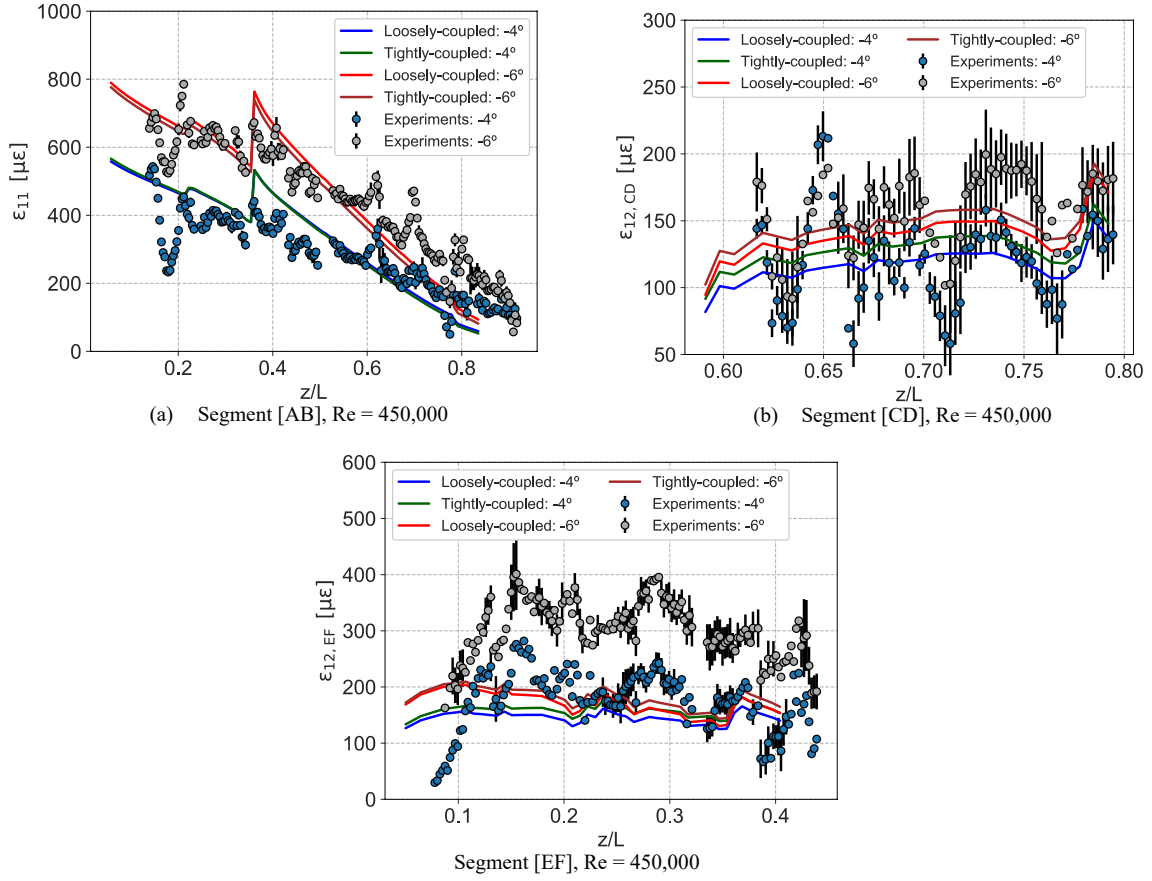 1000
800
600
400
200
0
ε11 [με]
Loosely-coupled: -4º
Tightly-coupled: -4º
Loosely-coupled: -6º
Tightly-coupled: -6º
Experiments: -4º
Experiments: -6º
0.2 0.4 0.6 0.8
z/L
(a) Segment [AB], Re = 450,000
300
250
200
150
100
50
ε12, CD [με]
Loosely-coupled: -4º Tightly-coupled: -6º
Tightly-coupled: -4º Experiments: -4º
Loosely-coupled: -6º Experiments: -6º
0.60 0.65 0.70 0.75 0.80
z/L
(b) Segment [CD], Re = 450,000
600
500
400
300
200
100
0
ε12, EF [με]
Loosely-coupled: -4º Tightly-coupled: -6º
Tightly-coupled: -4º Experiments: -4º
Loosely-coupled: -6º Experiments: -6º
0.1 0.2 0.3 0.4
z/L
Segment [EF], Re = 450,000